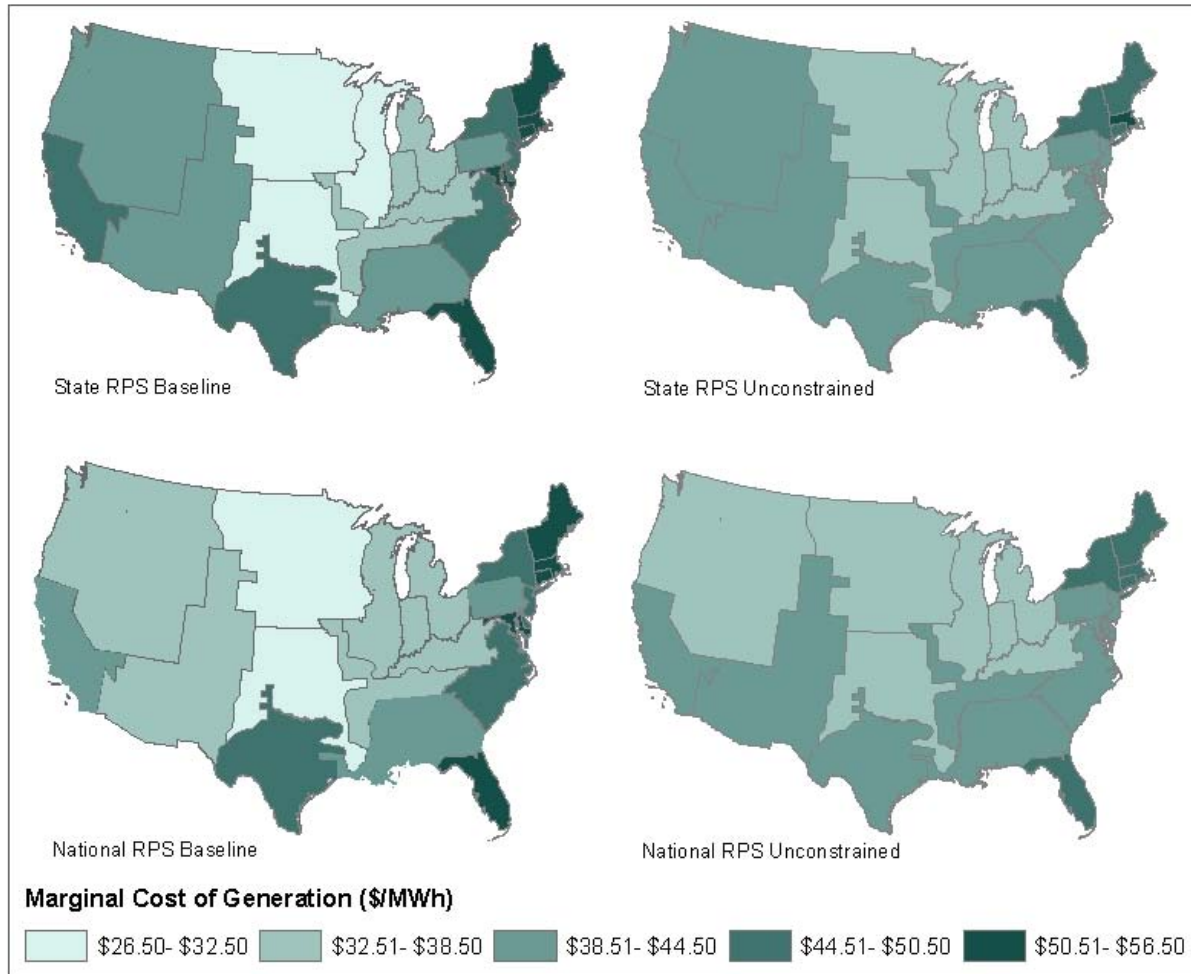 State RPS Baseline
State RPS Unconstrained
National RPS Baseline
National RPS Unconstrained
Marginal Cost of Generation ($/MWh)
$26.50- $32.50
$32.51- $38.50
$38.51- $44.50
$44.51- $50.50
$50.51- $56.50